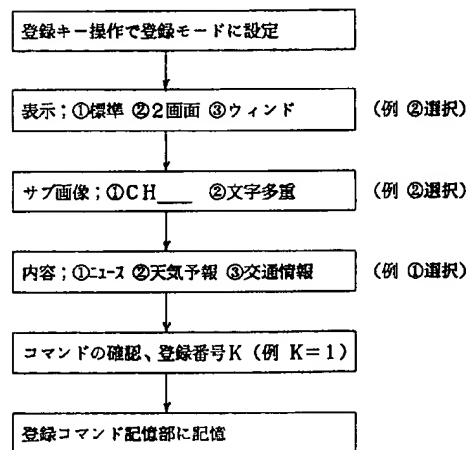 登録キー操作で登録モードに設定
表示；①標準 ②2画面 ③ウィンド (例 ②選択)
サブ画像；①CH___ ②文字多重 (例 ②選択)
内容；①ニュース ②天気予報 ③交通情報 (例 ①選択)
コマンドの確認、登録番号K (例 K＝1)
登録コマンド記憶部に記憶